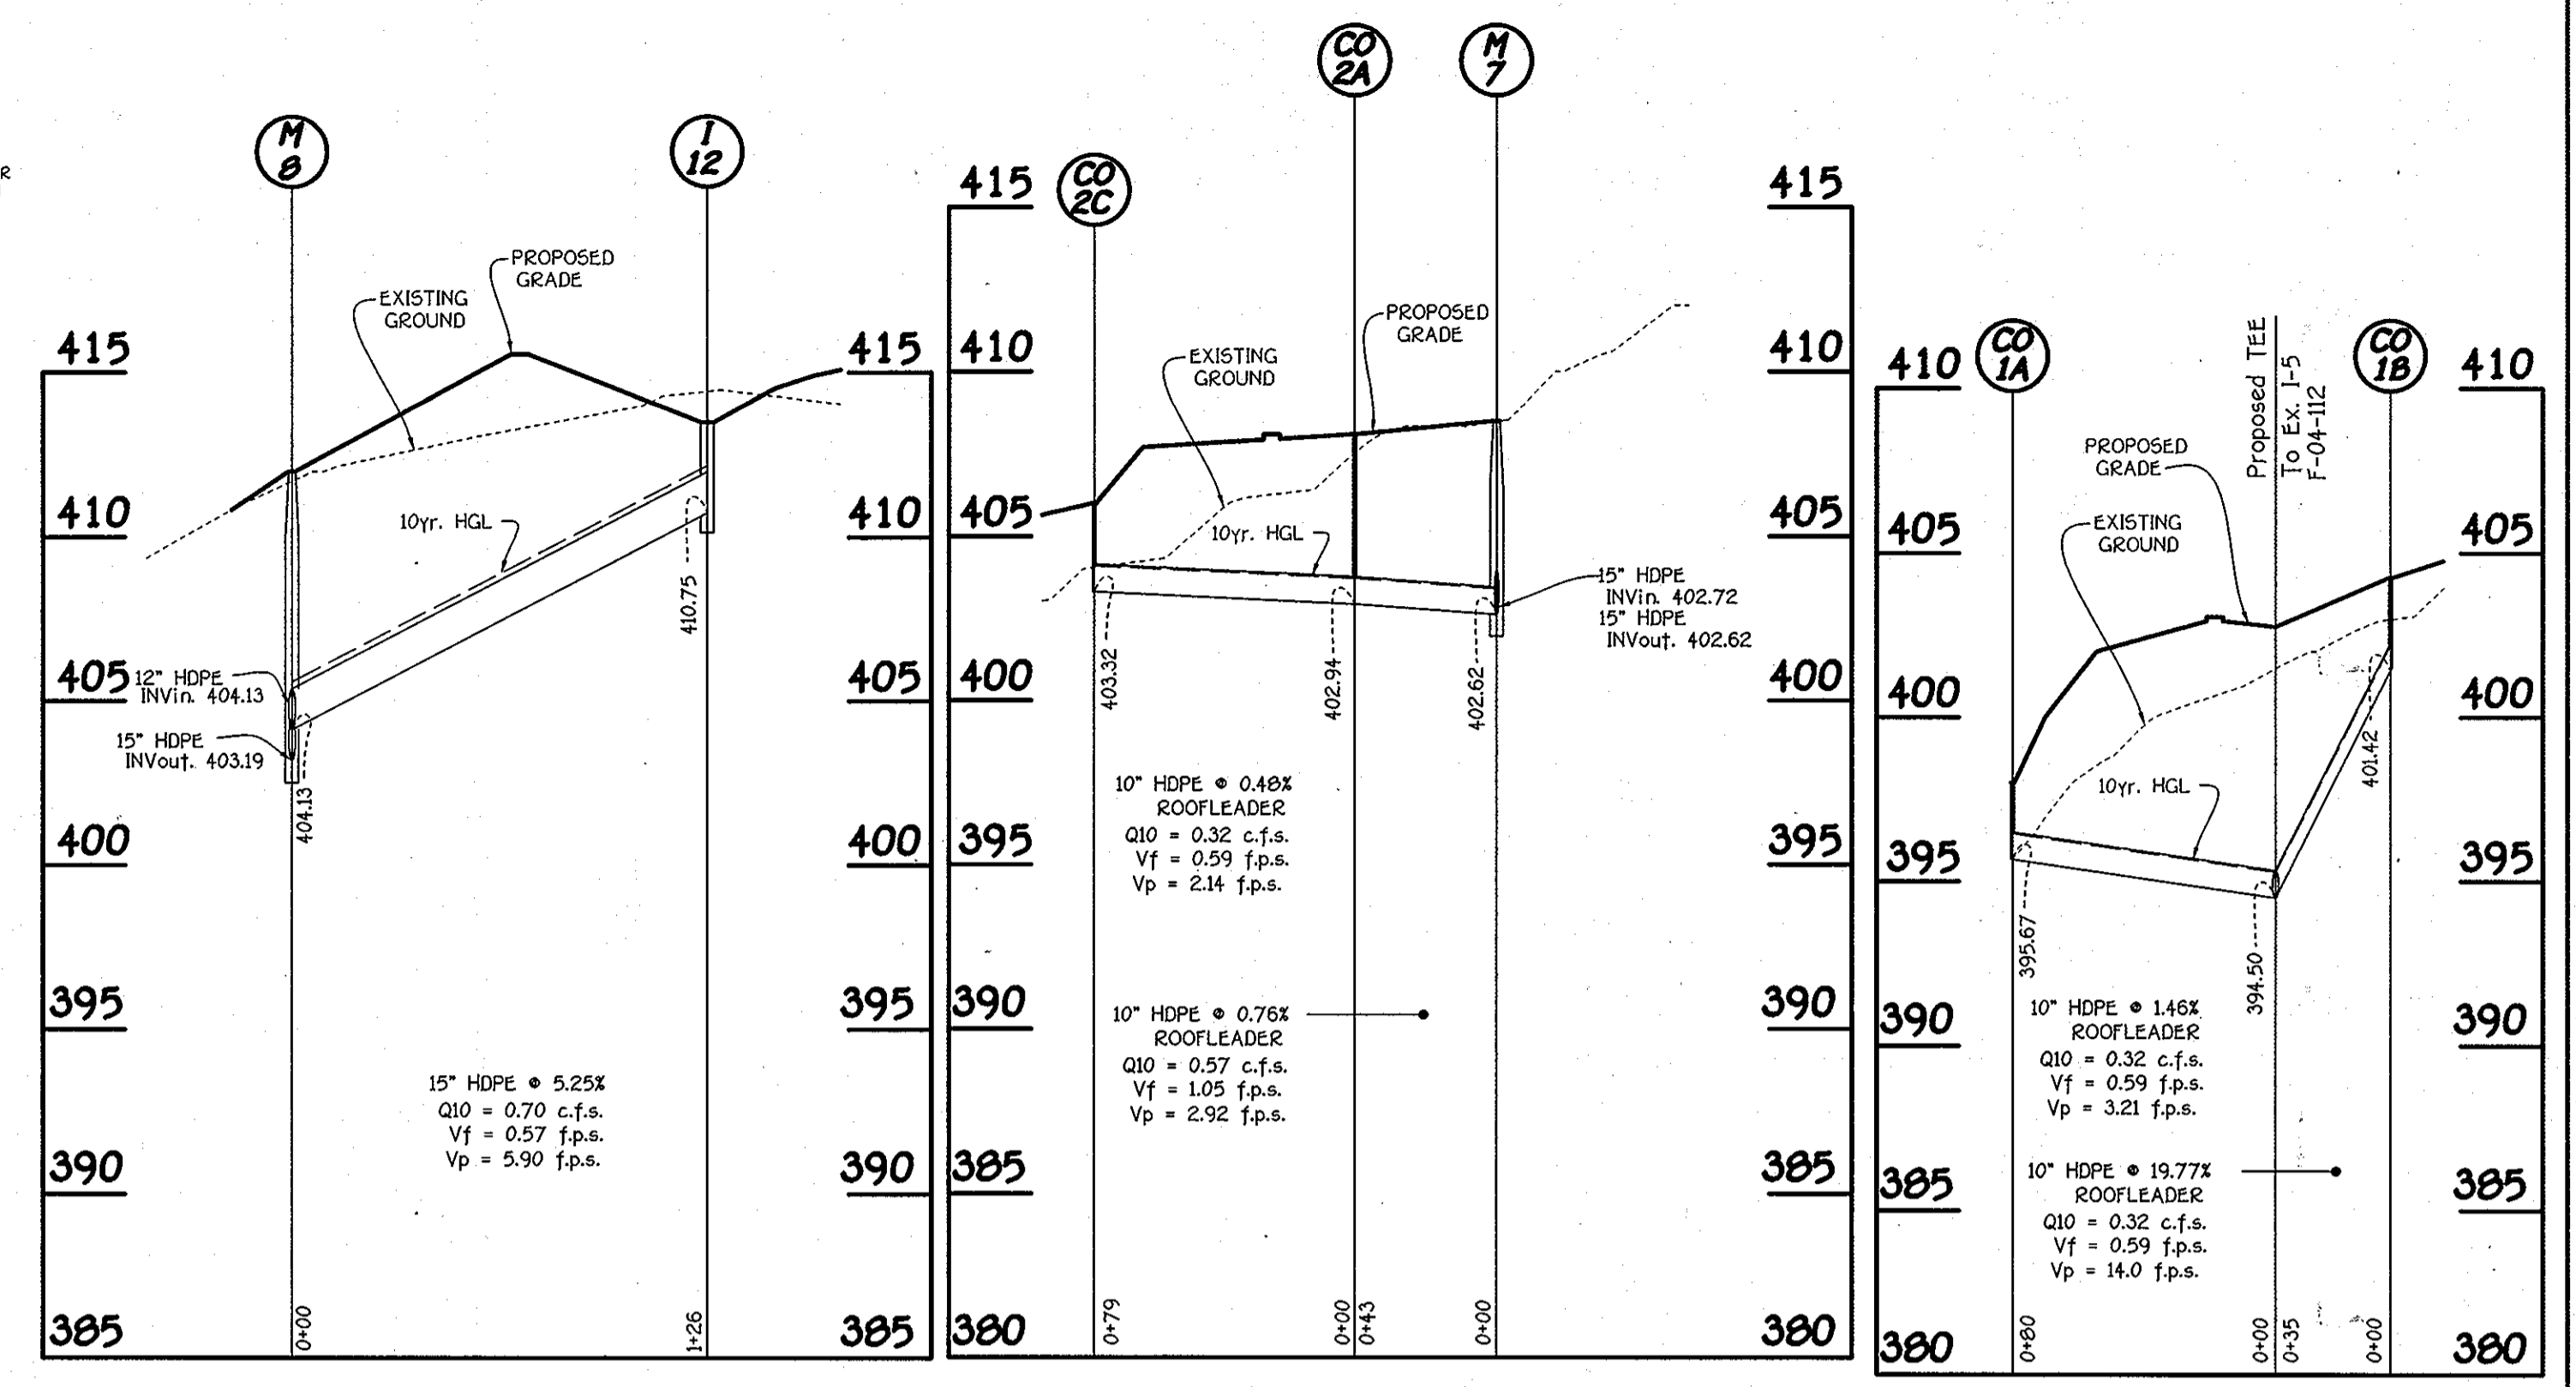 R
M
8
I
12
PROPOSED
GRADE
EXISTING
GROUND
415
415
10yr. HGL
410
410.75
405
405
12" HDPE
INVin. 404.13
15" HDPE
INVout. 403.19
404.13
400
400
395
395
15" HDPE @ 5.25%
Q10 = 0.70 c.f.s.
Vf = 0.57 f.p.s.
Vp = 5.90 f.p.s.
390
390
385
385
0+00
1+26
CO
2C
CO
2A
M
7
415
415
PROPOSED
GRADE
EXISTING
GROUND
410
410
10yr. HGL
405
405
15" HDPE
INVin. 402.72
15" HDPE
INVout. 402.62
403.32
402.94
402.62
400
400
10" HDPE @ 0.48%
ROOFLEADER
Q10 = 0.32 c.f.s.
Vf = 0.59 f.p.s.
Vp = 2.14 f.p.s.
395
395
10" HDPE @ 0.76%
ROOFLEADER
Q10 = 0.57 c.f.s.
Vf = 1.05 f.p.s.
Vp = 2.92 f.p.s.
390
390
385
385
380
380
0+79
0+00
0+43
0+00
CO
1A
Proposed TEE
To Ex. I-5
F-04-112
CO
1B
410
410
PROPOSED
GRADE
EXISTING
GROUND
405
405
400
400
401.42
10yr. HGL
395
395
395.67
394.50
10" HDPE @ 1.46%
ROOFLEADER
Q10 = 0.32 c.f.s.
Vf = 0.59 f.p.s.
Vp = 3.21 f.p.s.
390
390
10" HDPE @ 19.77%
ROOFLEADER
Q10 = 0.32 c.f.s.
Vf = 0.59 f.p.s.
Vp = 14.0 f.p.s.
385
385
380
380
0+80
0+00
0+35
0+00